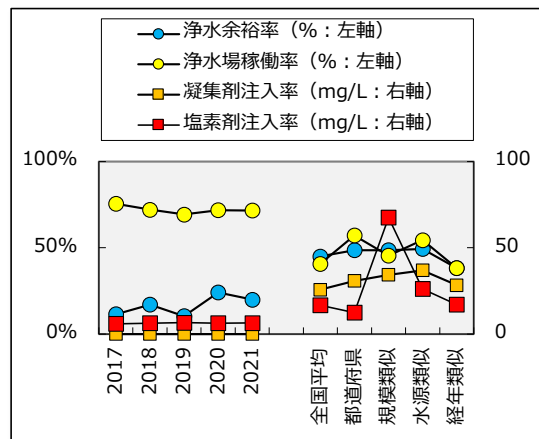 浄水余裕率（%：左軸）
浄水場稼働率（%：左軸）
凝集剤注入率（mg/L：右軸）
塩素剤注入率（mg/L：右軸）
100%
100
50%
50
0%
0
2017
2018
2019
2020
2021
全国平均
都道府県
規模類似
水源類似
経年類似